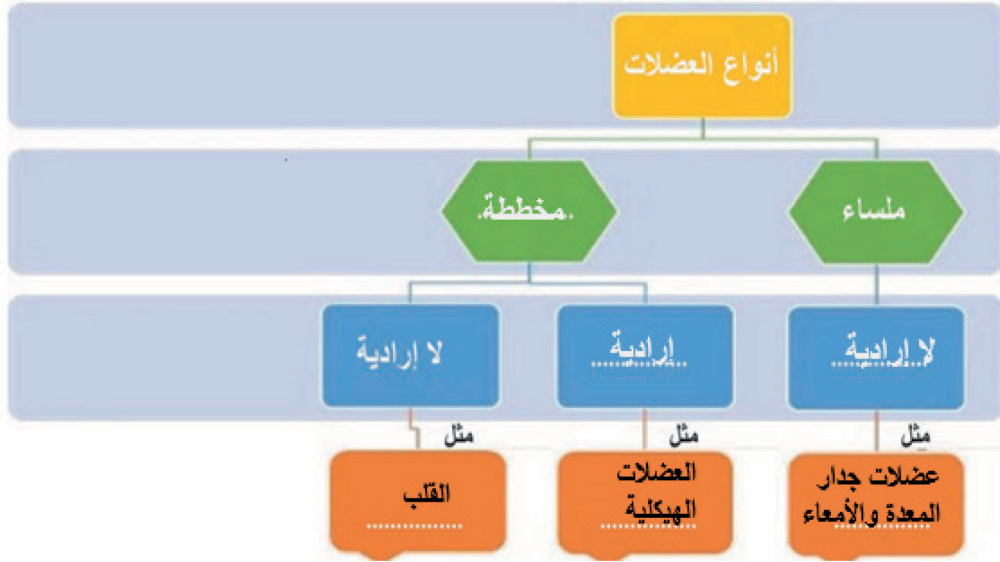 أنواع العضلات
ملساء
مخططة
لا إرادية
إرادية
لا إرادية
مثل
مثل
مثل
عضلات جدار
المعدة والأمعاء
العضلات
الهيكلية
القلب